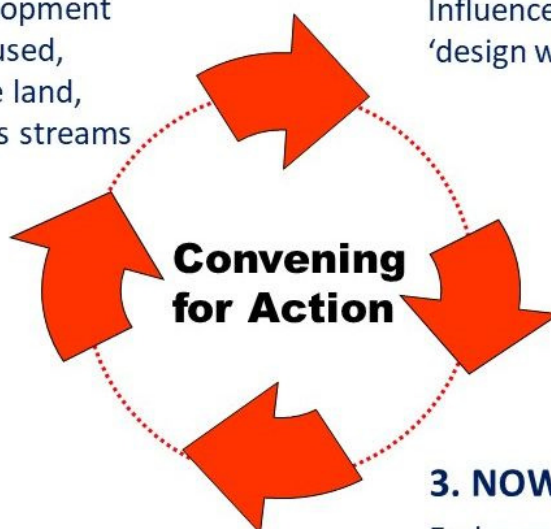 opment
used,
e land,
s streams
Influence
‘design w
Convening
for Action
3. NOW